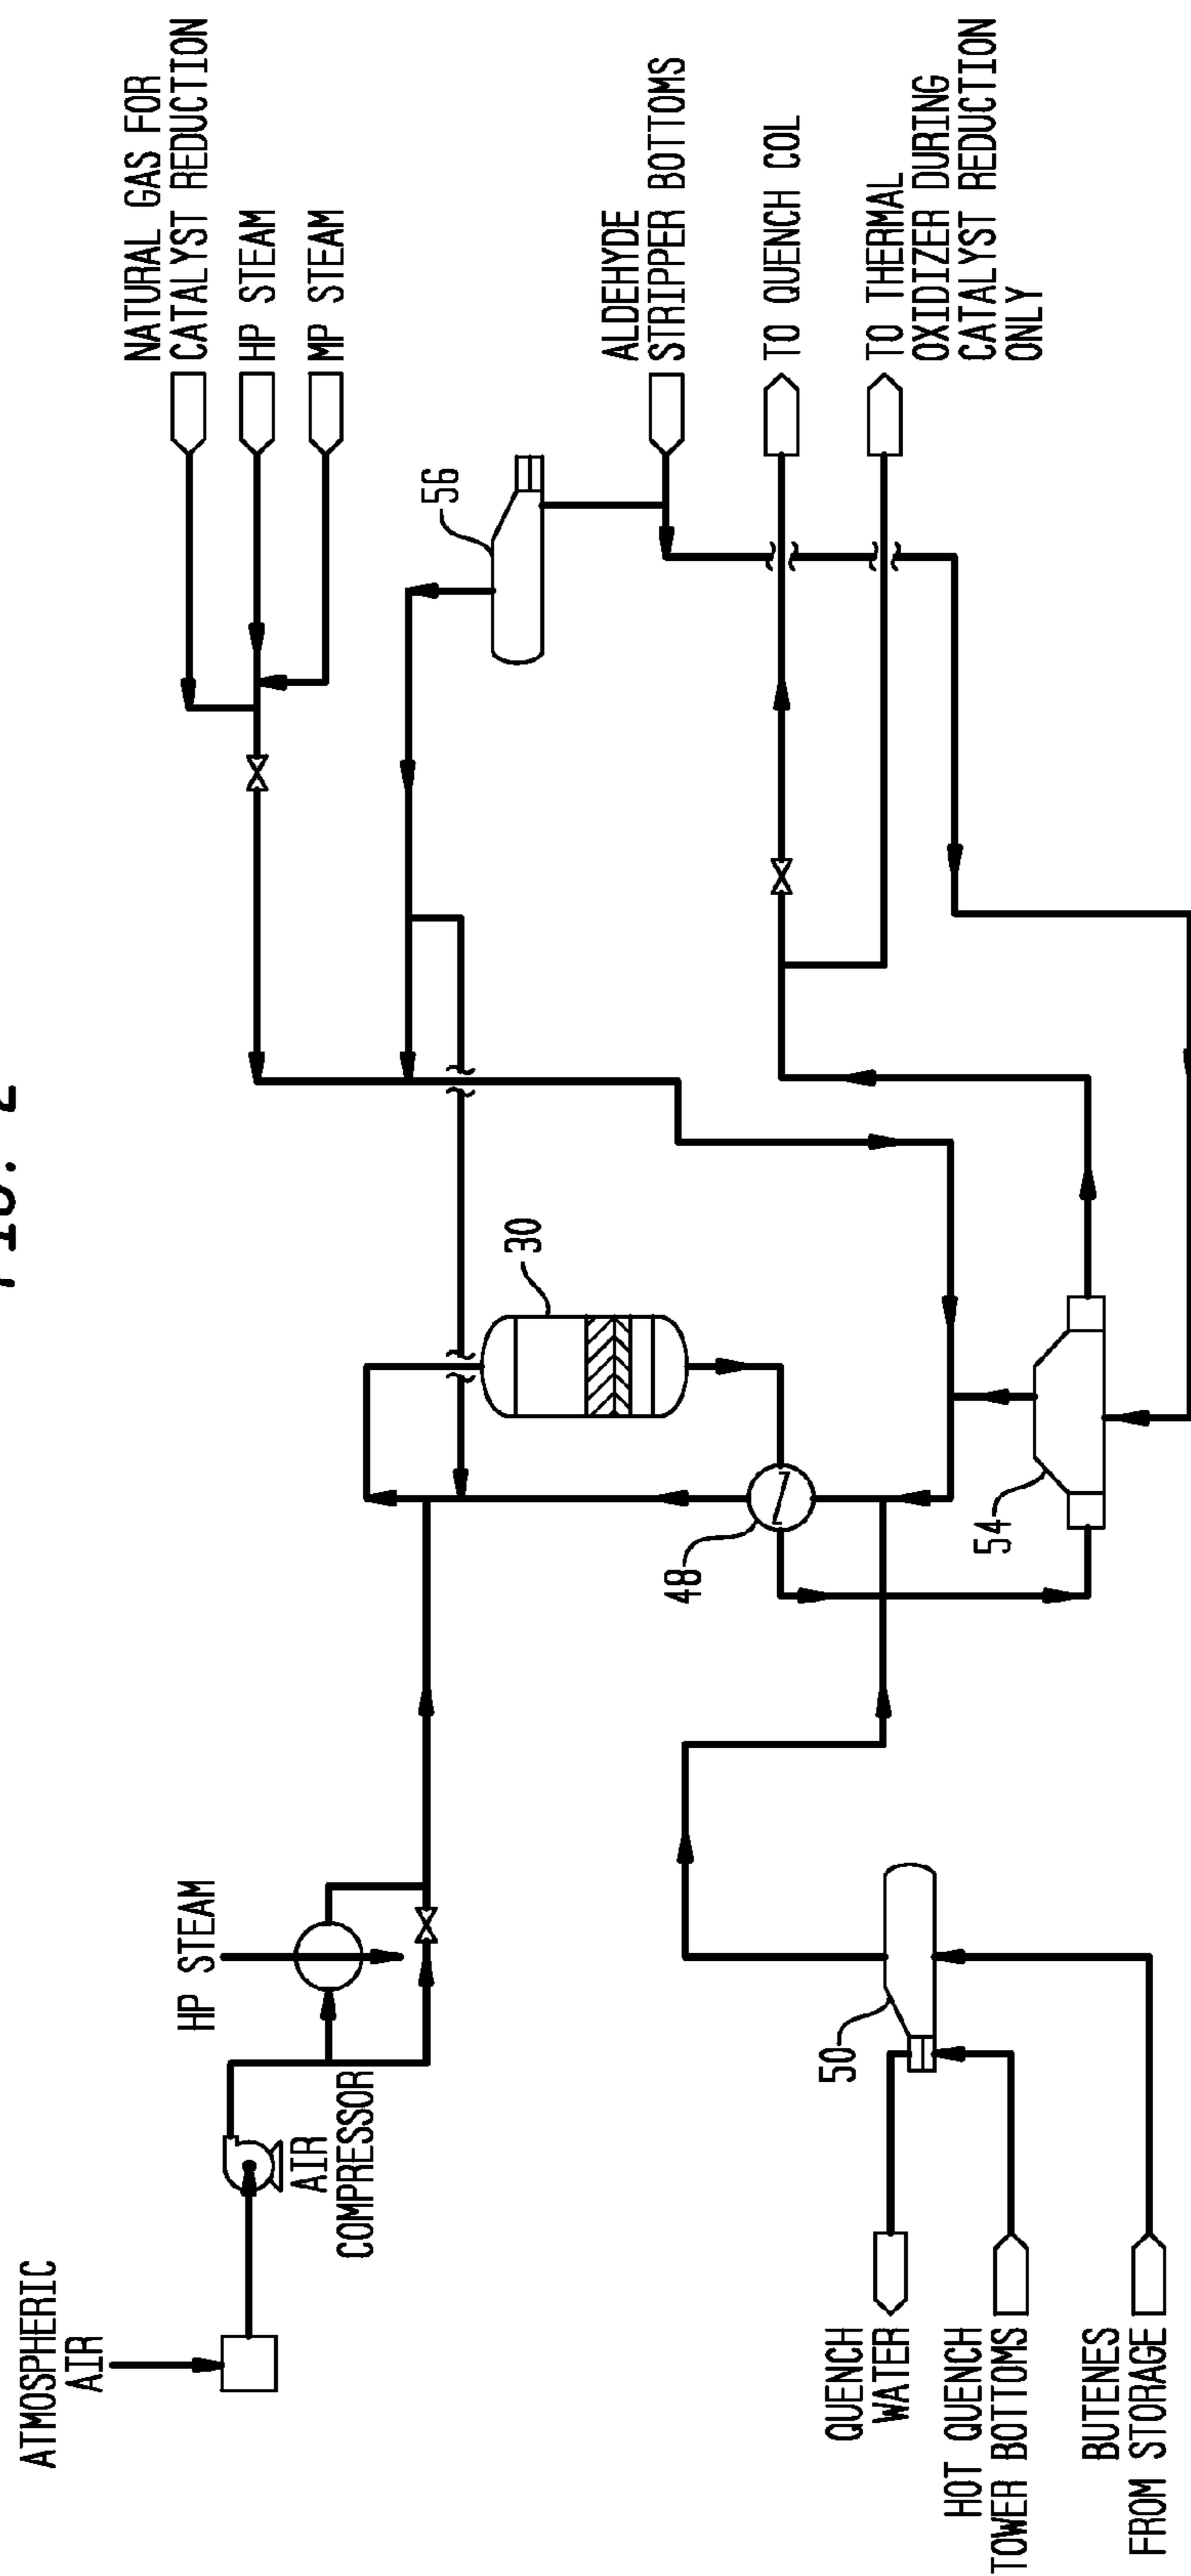 FIG. 2
ATMOSPHERIC
AIR
AIR
COMPRESSOR
HP STEAM
NATURAL GAS FOR
CATALYST REDUCTION
HP STEAM
MP STEAM
56
30
ALDEHYDE
STRIPPER BOTTOMS
TO QUENCH COL
TO THERMAL
OXIDIZER DURING
CATALYST REDUCTION
ONLY
48
54
50
QUENCH
WATER
HOT QUENCH
TOWER BOTTOMS
BUTENES
FROM STORAGE